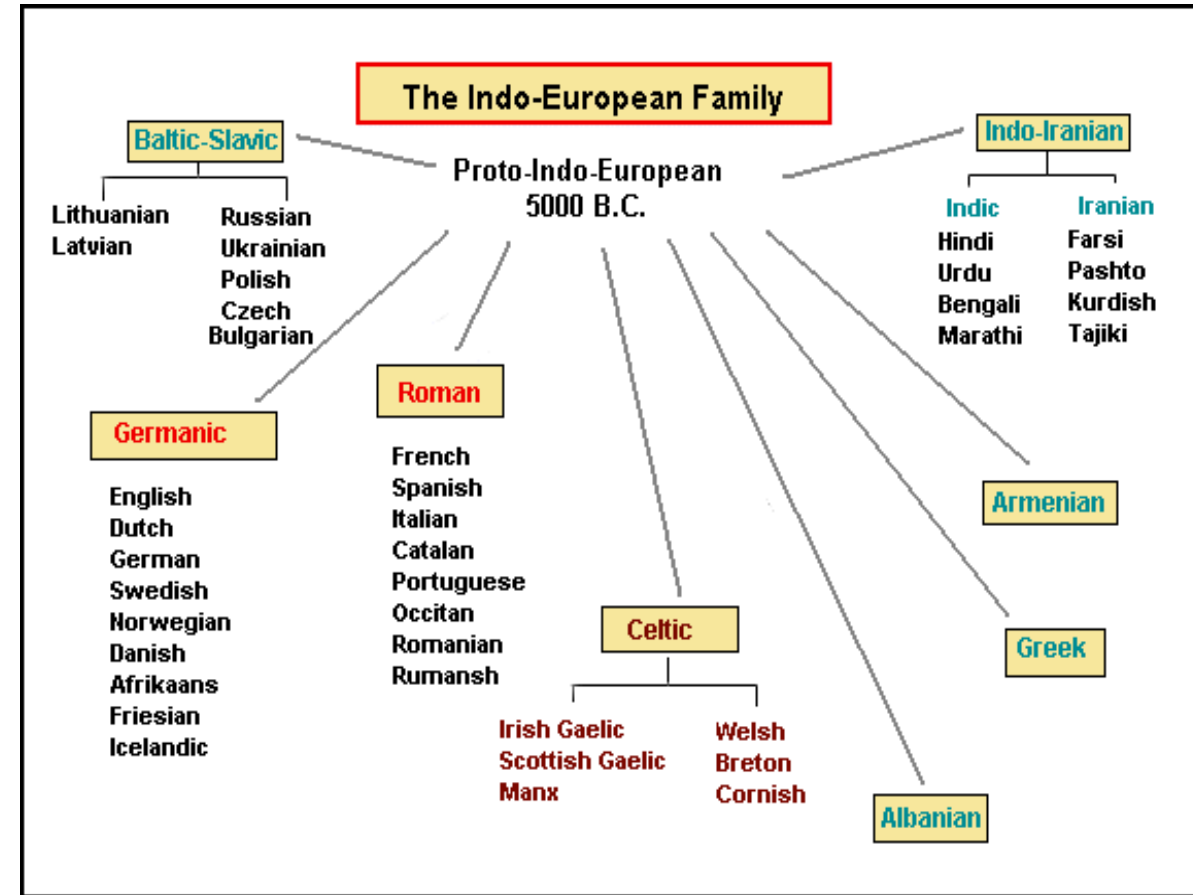 The Indo-European Family
Proto-Indo-European
5000 B.C.
Baltic-Slavic
Lithuanian
Latvian
Russian
Ukrainian
Polish
Czech
Bulgarian
Indo-Iranian
Indic
Hindi
Urdu
Bengali
Marathi
Iranian
Farsi
Pashto
Kurdish
Tajiki
Germanic
English
Dutch
German
Swedish
Norwegian
Danish
Afrikaans
Friesian
Icelandic
Roman
French
Spanish
Italian
Catalan
Portuguese
Occitan
Romanian
Rumansh
Celtic
Irish Gaelic
Scottish Gaelic
Manx
Welsh
Breton
Cornish
Albanian
Greek
Armenian